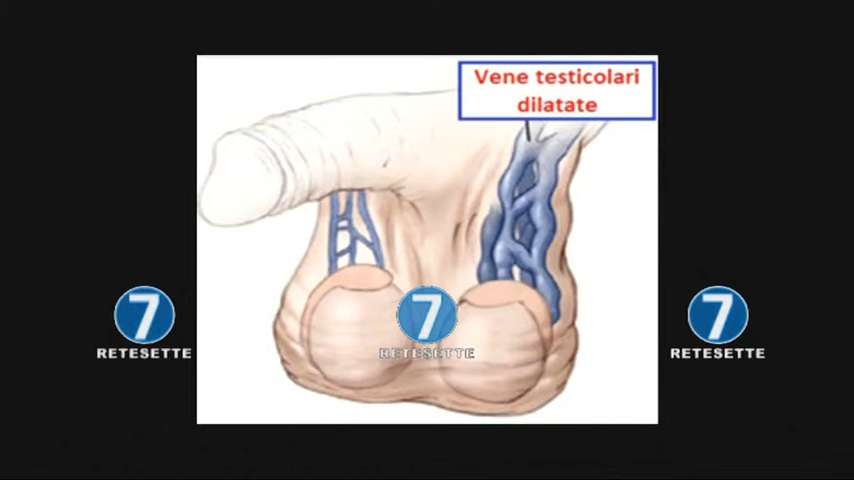 Vene testicolari
dilatate
7 7 7
RETESETTE RETESETTE RETESETTE